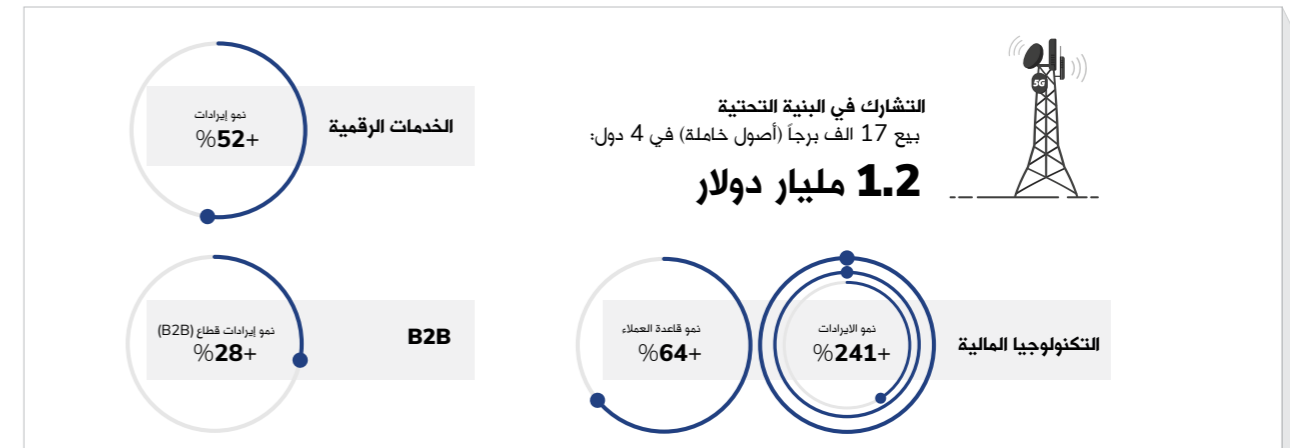 5G
التشارك في البنية التحتية
بيع 17 الف برجاً (أصول خاملة) في 4 دول:
1.2 مليار دولار
الخدمات الرقمية
نمو إيرادات
%52+
التكنولوجيا المالية
نمو الايرادات
%241+
نمو قاعدة العملاء
%64+
B2B
نمو إيرادات قطاع (B2B)
%28+